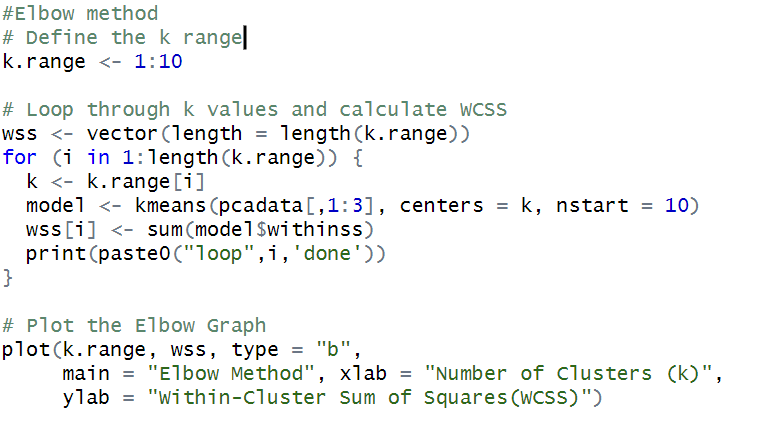 #Elbow method
# Define the k range
k.range <- 1:10
# Loop through k values and calculate WCSS
wss <- vector(length = length(k.range))
for (i in 1:length(k.range)) {
  k <- k.range[i]
  model <- kmeans(pcadata[,1:3], centers = k, nstart = 10)
  wss[i] <- sum(model$withinss)
  print(paste0("loop",i,'done'))
}
# Plot the Elbow Graph
plot(k.range, wss, type = "b",
     main = "Elbow Method", xlab = "Number of Clusters (k)",
     ylab = "Within-Cluster Sum of Squares(WCSS)")